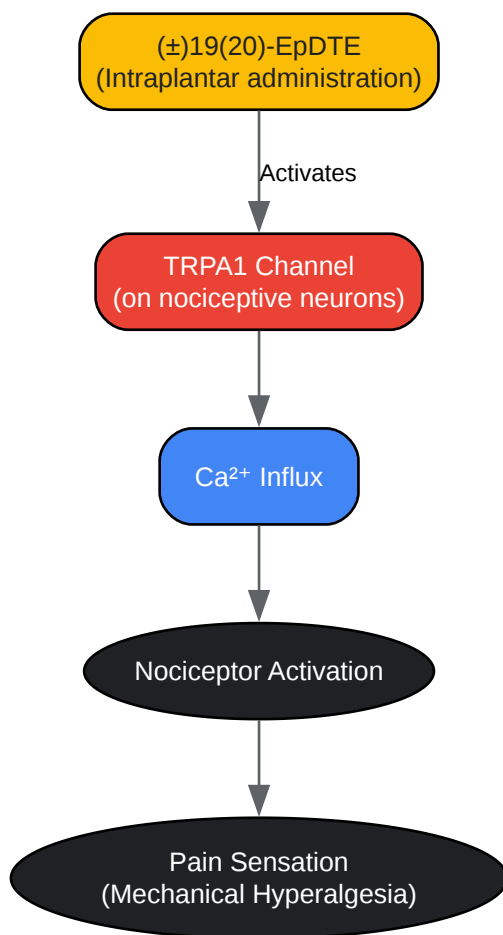 (±)19(20)-EpDTE
(Intraplantar administration)
Activates
TRPA1 Channel
(on nociceptive neurons)
Ca²⁺ Influx
Nociceptor Activation
Pain Sensation
(Mechanical Hyperalgesia)